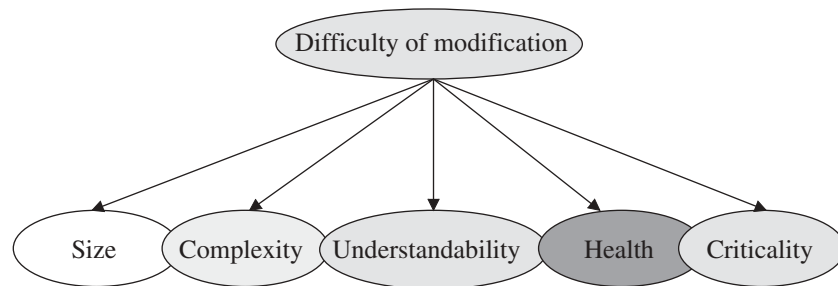 Difficulty of modification
Size
Complexity
Understandability
Health
Criticality